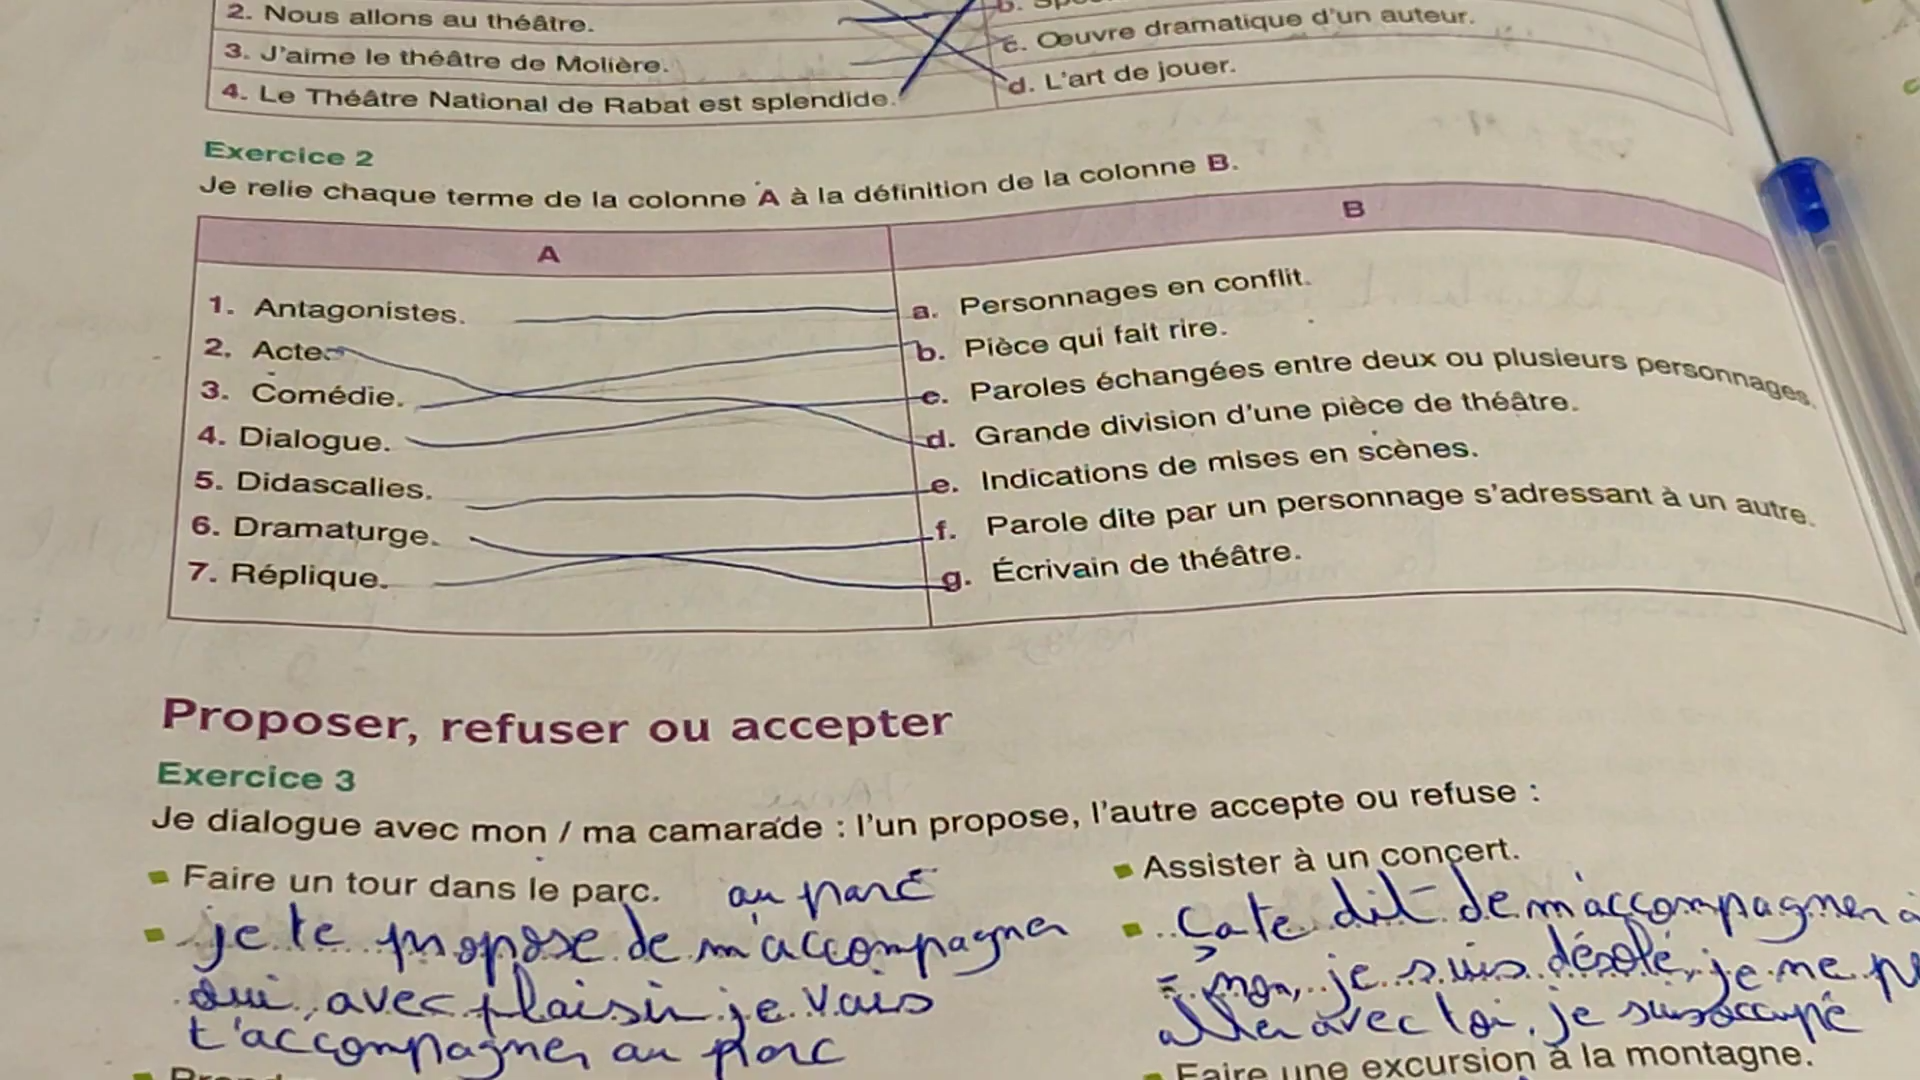 2. Nous allons au théâtre.
3. J'aime le théâtre de Molière.
4. Le Théâtre National de Rabat est splendide.
b.
c. Œuvre dramatique d'un auteur.
d. L'art de jouer.
Exercice 2
Je relie chaque terme de la colonne A à la définition de la colonne B.
A
B
1. Antagonistes.
2. Acte.
3. Comédie.
4. Dialogue.
5. Didascalies.
6. Dramaturge.
7. Réplique.
a. Personnages en conflit.
b. Pièce qui fait rire.
c. Paroles échangées entre deux ou plusieurs personnages.
d. Grande division d'une pièce de théâtre.
e. Indications de mises en scènes.
f. Parole dite par un personnage s'adressant à un autre.
g. Écrivain de théâtre.
Proposer, refuser ou accepter
Exercice 3
Je dialogue avec mon / ma camarade : l'un propose, l'autre accepte ou refuse :
Faire un tour dans le parc. au parc
je te propose de m'accompagner
oui, avec plaisir je vais
t'accompagner au parc
Assister à un concert.
Ça te dit de m'accompagner à
- non, je suis désolé, je me
aller avec toi, je suis occupé
Faire une excursion à la montagne.